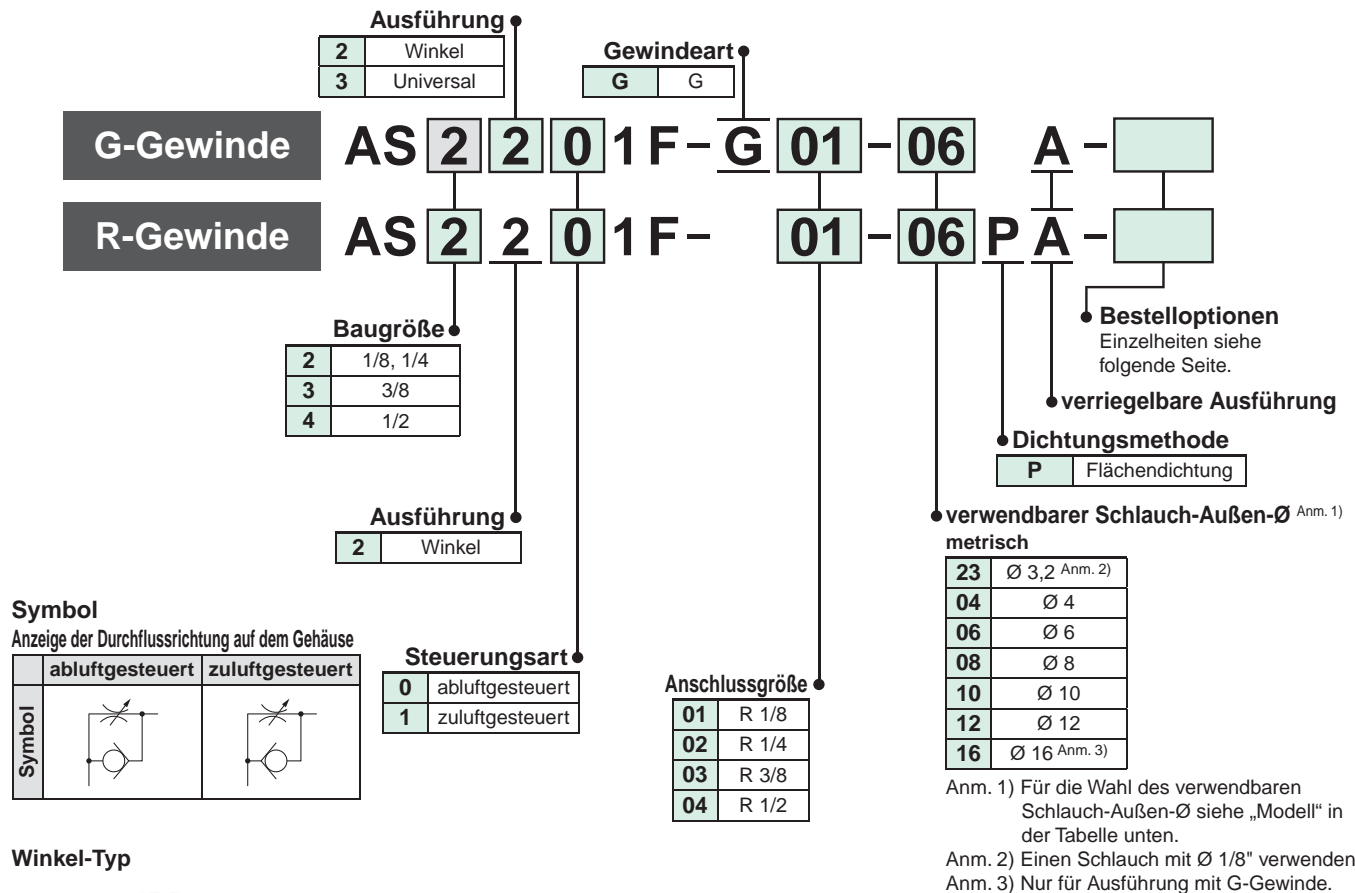 Ausführung
2 Winkel
3 Universal
Gewindeart
G G
G-Gewinde AS 2 2 0 1 F - G 01 - 06 A -
R-Gewinde AS 2 2 0 1 F - 01 - 06 P A -
Baugröße
2 1/8, 1/4
3 3/8
4 1/2
Bestelloptionen
Einzelheiten siehe
folgende Seite.
verriegelbare Ausführung
Dichtungsmethode
P Flächendichtung
Ausführung
2 Winkel
verwendbarer Schlauch-Außen-Ø Anm. 1)
metrisch
23 Ø 3,2 Anm. 2)
04 Ø 4
06 Ø 6
08 Ø 8
10 Ø 10
12 Ø 12
16 Ø 16 Anm. 3)
Symbol
Anzeige der Durchflussrichtung auf dem Gehäuse
abluftgesteuert zuluftgesteuert
Symbol
Steuerungsart
0 abluftgesteuert
1 zuluftgesteuert
Anschlussgröße
01 R 1/8
02 R 1/4
03 R 3/8
04 R 1/2
Anm. 1) Für die Wahl des verwendbaren
Schlauch-Außen-Ø siehe „Modell“ in
der Tabelle unten.
Anm. 2) Einen Schlauch mit Ø 1/8" verwenden
Anm. 3) Nur für Ausführung mit G-Gewinde.
Winkel-Typ